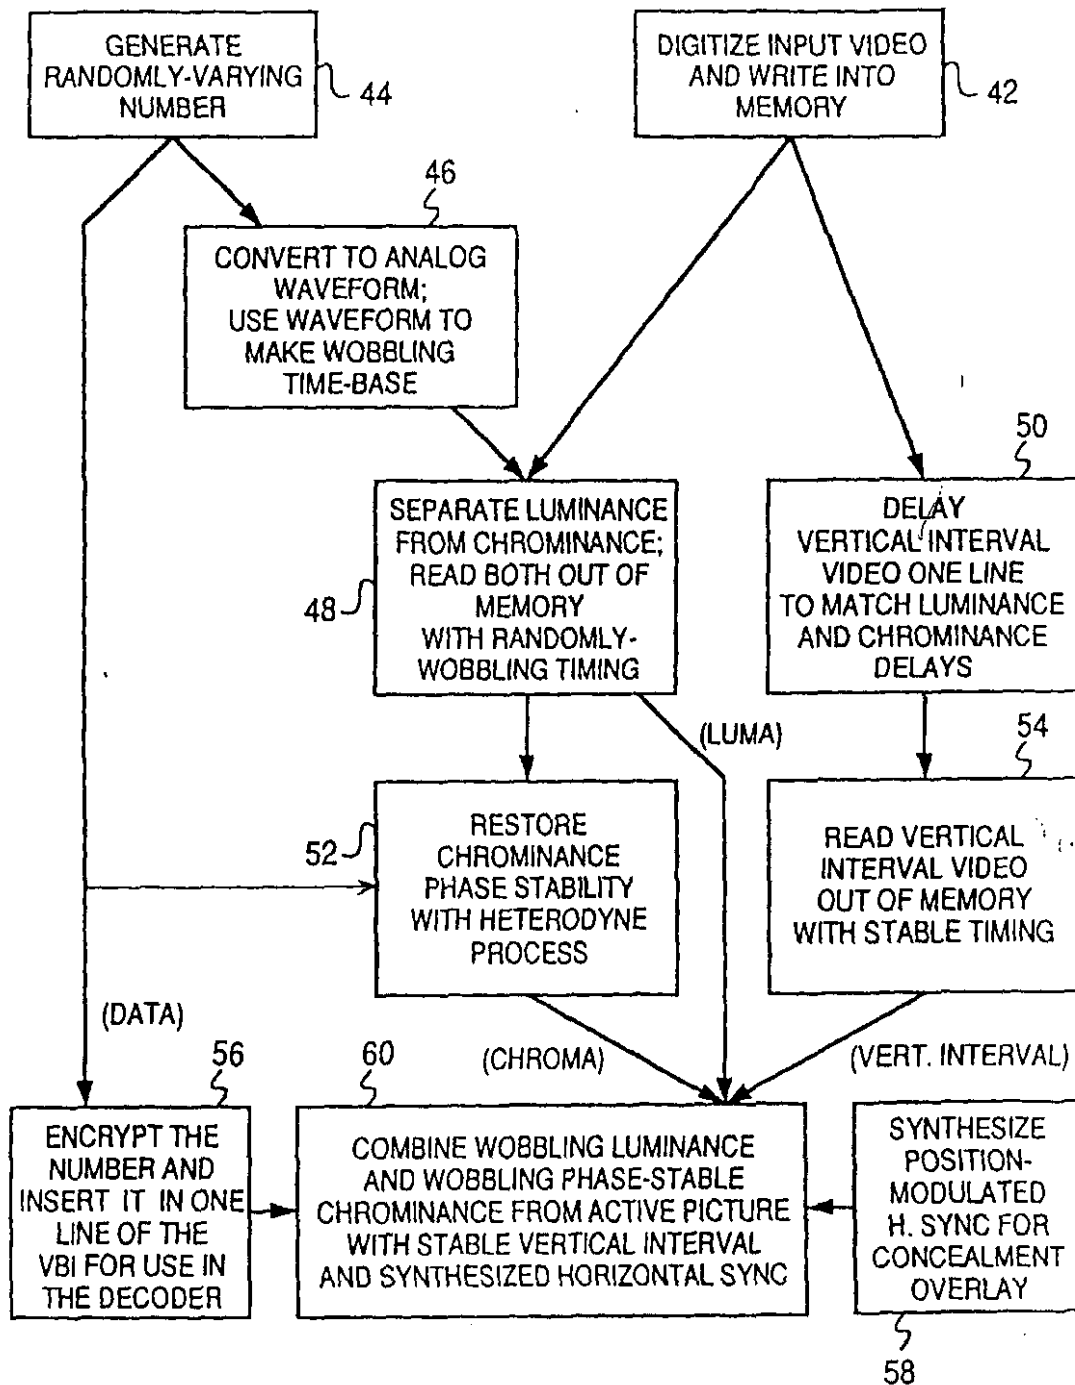 GENERATE
RANDOMLY-VARYING
NUMBER
44
DIGITIZE INPUT VIDEO
AND WRITE INTO
MEMORY
42
46
CONVERT TO ANALOG
WAVEFORM;
USE WAVEFORM TO
MAKE WOBBLING
TIME-BASE
48
SEPARATE LUMINANCE
FROM CHROMINANCE;
READ BOTH OUT OF
MEMORY
WITH RANDOMLY-
WOBBLING TIMING
50
DELAY
VERTICAL INTERVAL
VIDEO ONE LINE
TO MATCH LUMINANCE
AND CHROMINANCE
DELAYS
(LUMA)
52
RESTORE
CHROMINANCE
PHASE STABILITY
WITH HETERODYNE
PROCESS
54
READ VERTICAL
INTERVAL VIDEO
OUT OF MEMORY
WITH STABLE TIMING
(DATA)
(CHROMA)
(VERT. INTERVAL)
56
ENCRYPT THE
NUMBER AND
INSERT IT IN ONE
LINE OF THE
VBI FOR USE IN
THE DECODER
60
COMBINE WOBBLING LUMINANCE
AND WOBBLING PHASE-STABLE
CHROMINANCE FROM ACTIVE PICTURE
WITH STABLE VERTICAL INTERVAL
AND SYNTHESIZED HORIZONTAL SYNC
SYNTHESIZE
POSITION-
MODULATED
H. SYNC FOR
CONCEALMENT
OVERLAY
58